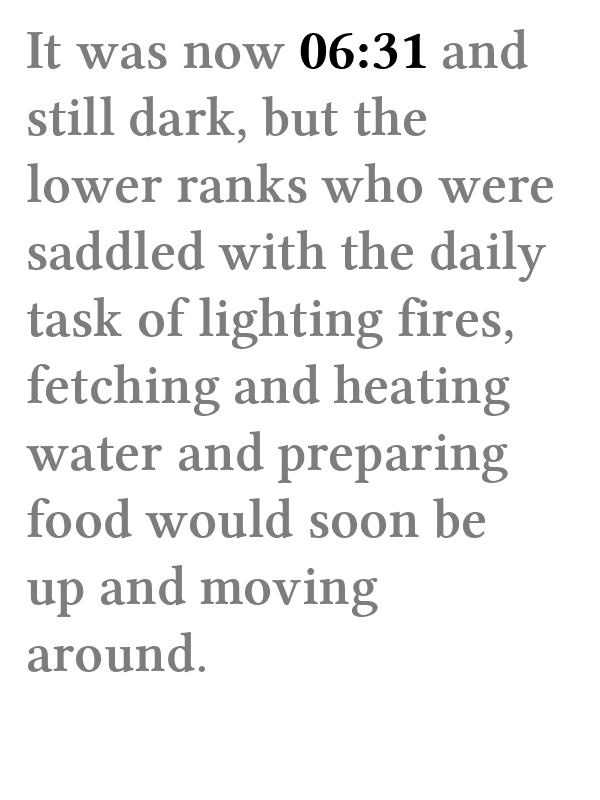 It was now 06:31 and
still dark, but the
lower ranks who were
saddled with the daily
task of lighting fires,
fetching and heating
water and preparing
food would soon be
up and moving
around.